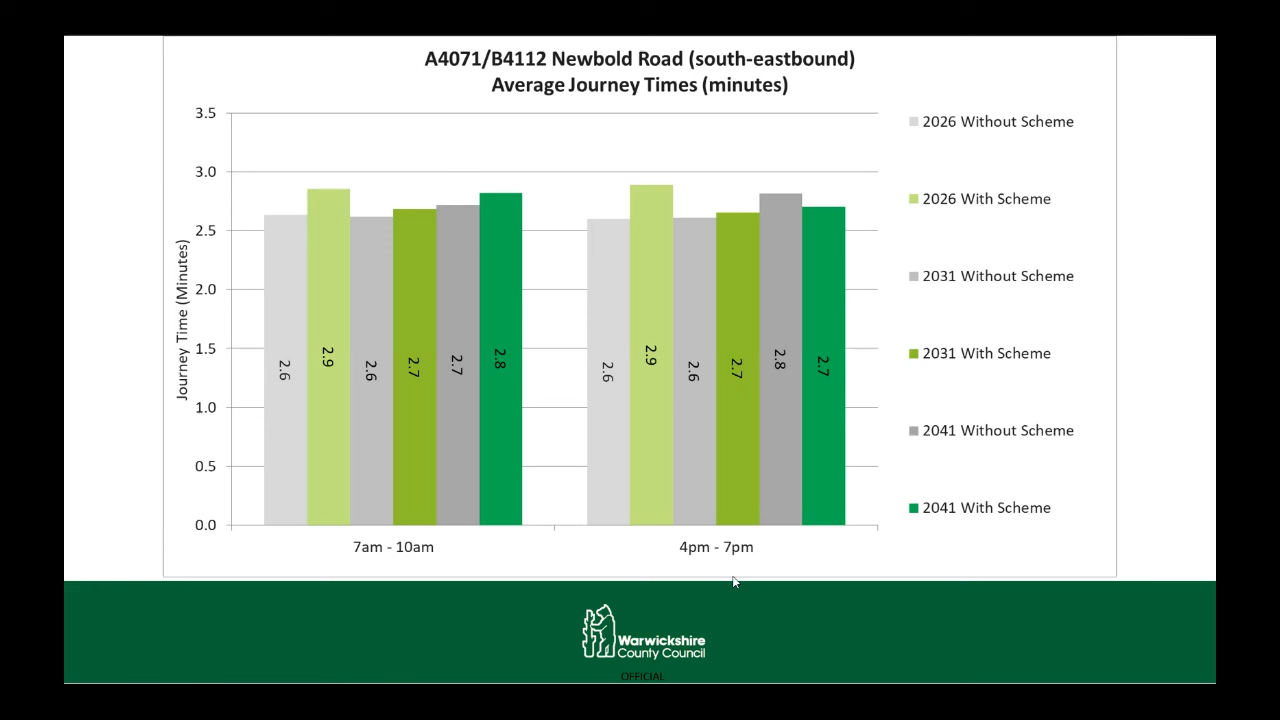 A4071/B4112 Newbold Road (south-eastbound)
Average Journey Times (minutes)
3.5
3.0
2.5
2.0
1.5
1.0
0.5
0.0
Journey Time (Minutes)
2.6
2.9
2.6
2.7
2.7
2.8
2.6
2.9
2.6
2.7
2.8
2.7
7am - 10am
4pm - 7pm
2026 Without Scheme
2026 With Scheme
2031 Without Scheme
2031 With Scheme
2041 Without Scheme
2041 With Scheme
Warwickshire
County Council
OFFICIAL